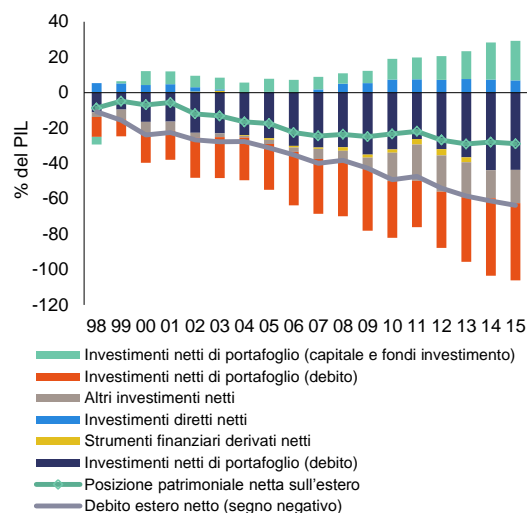 % del PIL
40
20
0
-20
-40
-60
-80
-100
-120
98 99 00 01 02 03 04 05 06 07 08 09 10 11 12 13 14 15
Investimenti netti di portafoglio (capitale e fondi investimento)
Investimenti netti di portafoglio (debito)
Altri investimenti netti
Investimenti diretti netti
Strumenti finanziari derivati netti
Investimenti netti di portafoglio (debito)
Posizione patrimoniale netta sull'estero
Debito estero netto (segno negativo)